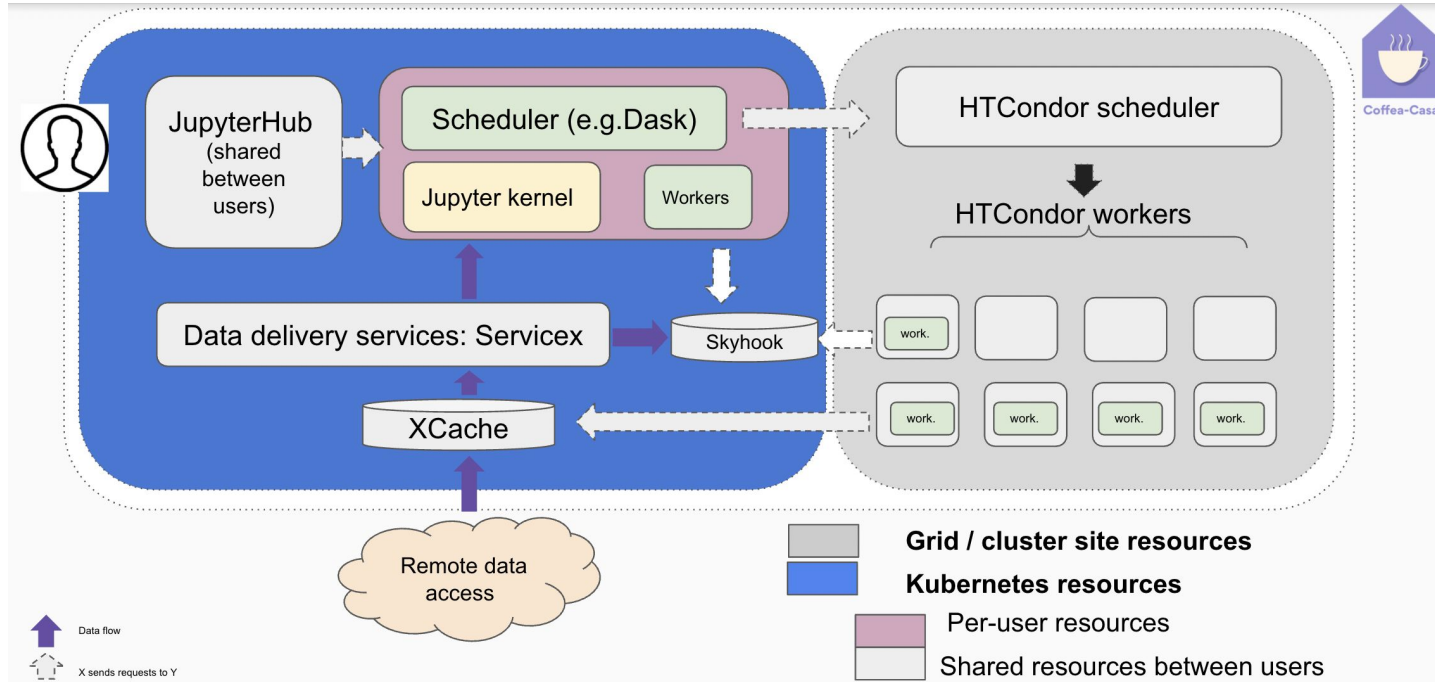 JupyterHub
(shared
between
users)
Scheduler (e.g.Dask)
Jupyter kernel
Workers
HTCondor scheduler
Coffea-Casa
HTCondor workers
Data delivery services: Servicex
Skyhook
work.
XCache
work.
work.
work.
work.
Remote data
access
Grid / cluster site resources
Kubernetes resources
Per-user resources
Shared resources between users
Data flow
X sends requests to Y